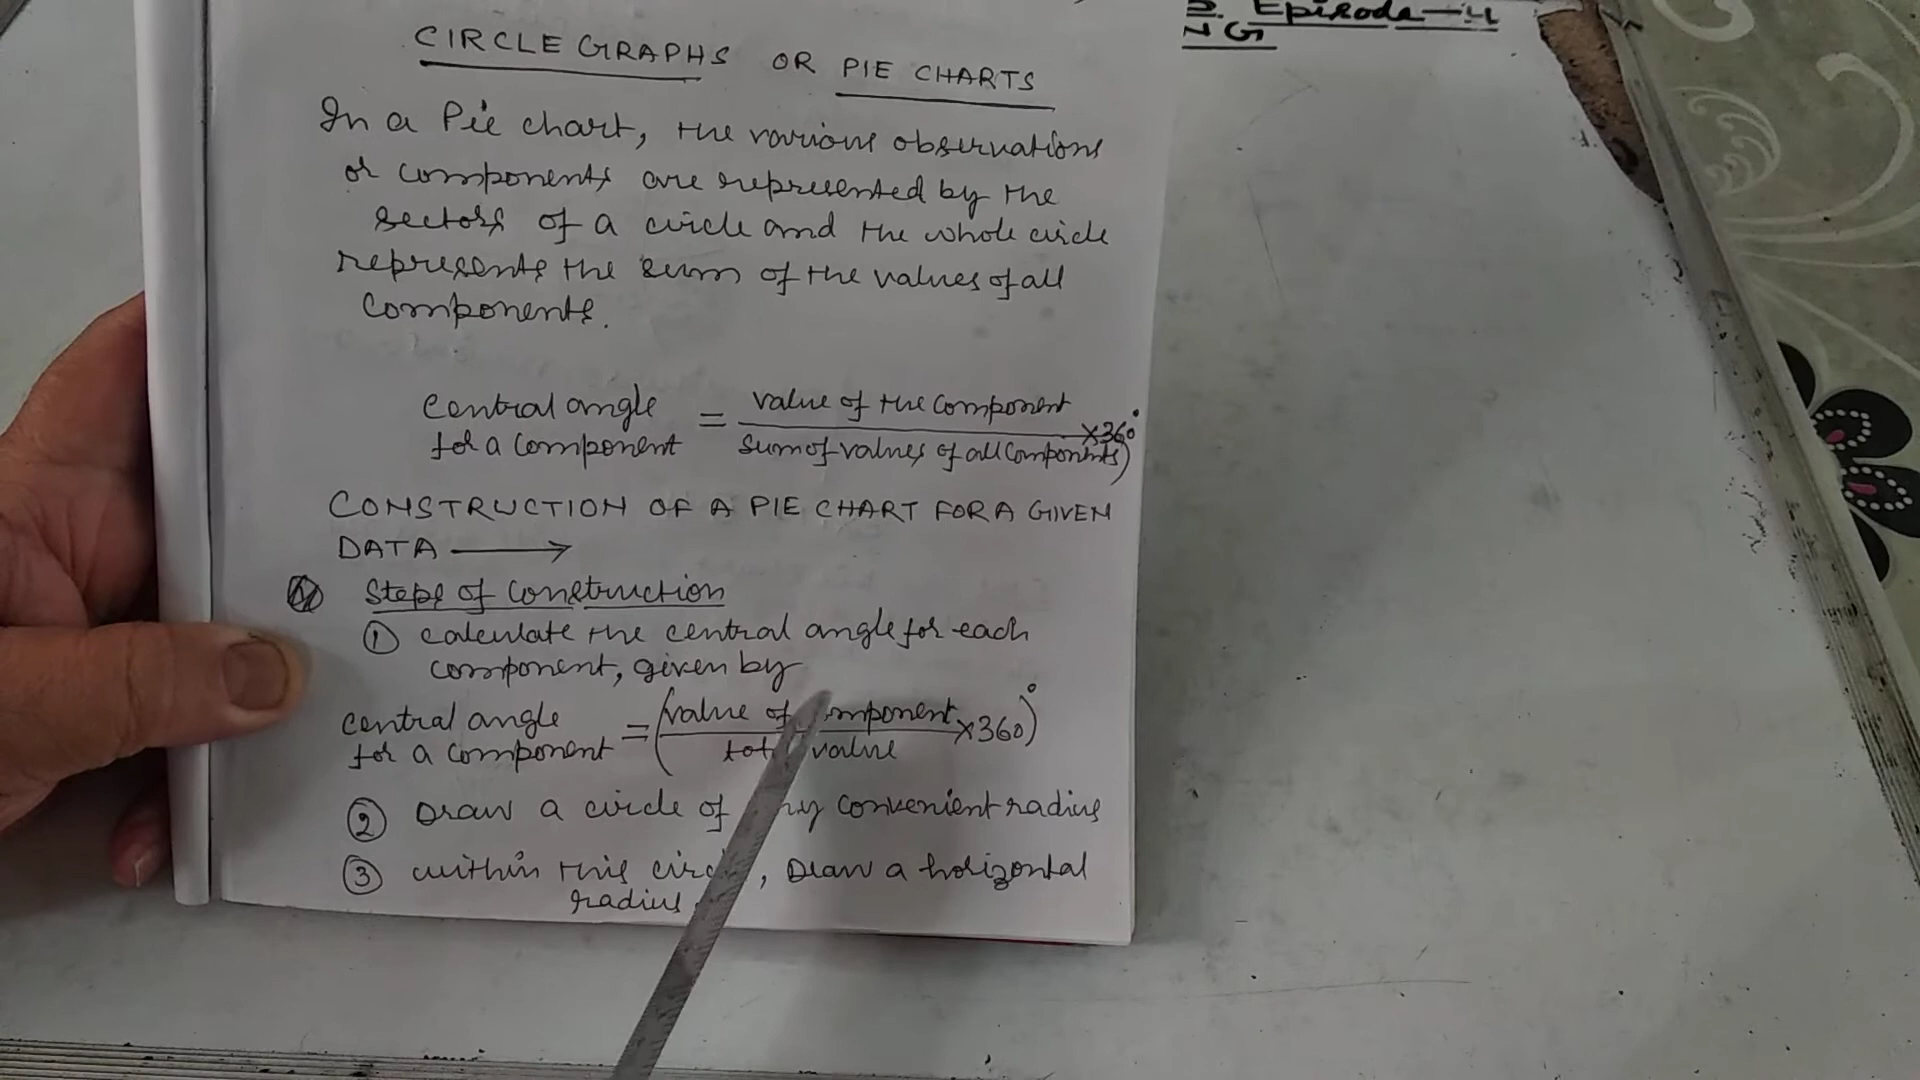 CIRCLE GRAPHS OR PIE CHARTS
In a Pie chart, the various observations
or components are represented by the
sectors of a circle and the whole circle
represents the sum of the values of all
components.
central angle for a component = value of the component / sum of values of all components) ×360°
CONSTRUCTION OF A PIE CHART FOR A GIVEN
DATA →
Steps of construction
① calculate the central angle for each
component, given by
central angle for a component = (value of component / total value ×360)°
② Draw a circle of any convenient radius
③ within this circle, Draw a horizontal
radius
Episode-4